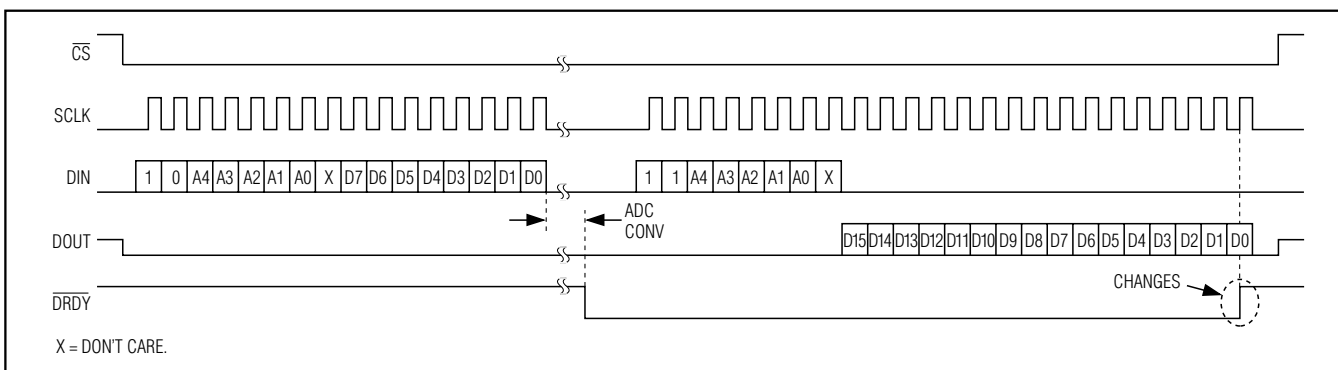 CS
SCLK
DIN 1 0 A4 A3 A2 A1 A0 X D7 D6 D5 D4 D3 D2 D1 D0 1 1 A4 A3 A2 A1 A0 X
ADC
CONV
DOUT D15 D14 D13 D12 D11 D10 D9 D8 D7 D6 D5 D4 D3 D2 D1 D0
CHANGES
DRDY
X = DON'T CARE.